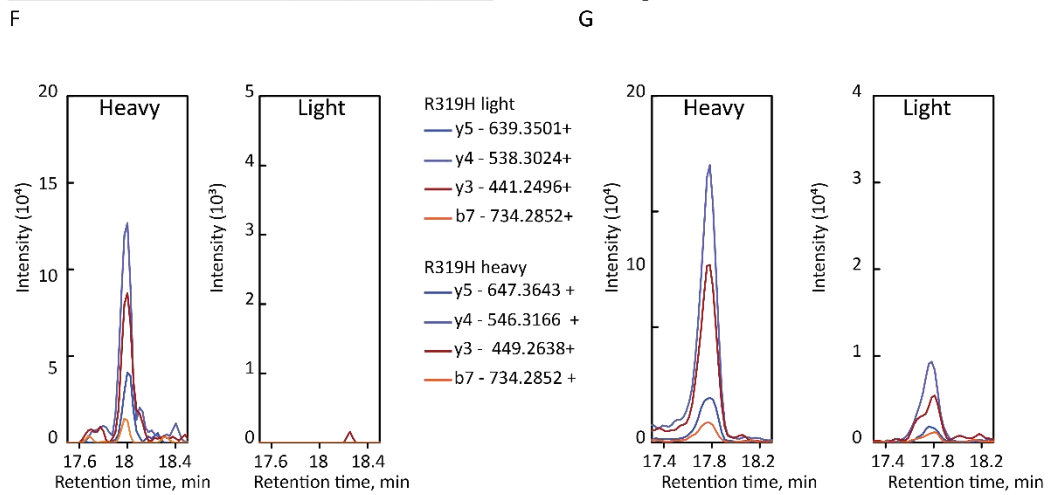 F
20
15
10
5
0
Intensity (10⁴)
Heavy
17.6 18 18.4
Retention time, min
5
4
3
2
1
0
Intensity (10³)
Light
17.6 18 18.4
Retention time, min
R319H light
y5 - 639.3501+
y4 - 538.3024+
y3 - 441.2496+
b7 - 734.2852+
R319H heavy
y5 - 647.3643 +
y4 - 546.3166 +
y3 - 449.2638+
b7 - 734.2852 +
G
20
10
0
Intensity (10⁴)
Heavy
17.4 17.8 18.2
Retention time, min
4
3
2
1
0
Intensity (10⁴)
Light
17.4 17.8 18.2
Retention time, min